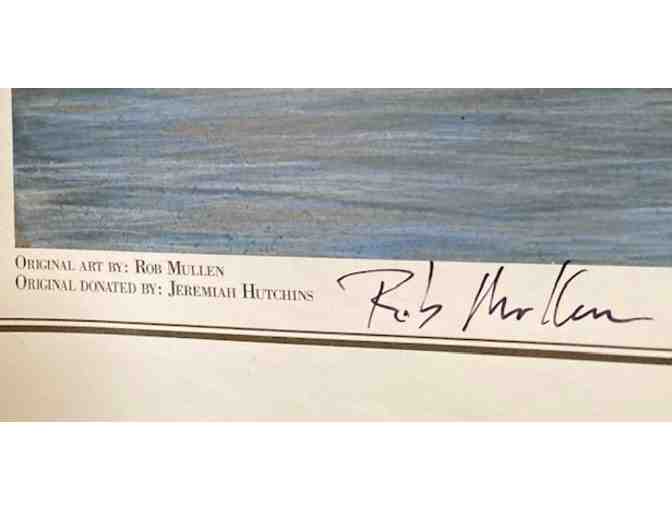 Original art by: Rob Mullen
Original donated by: Jeremiah Hutchins
Rob Mullen